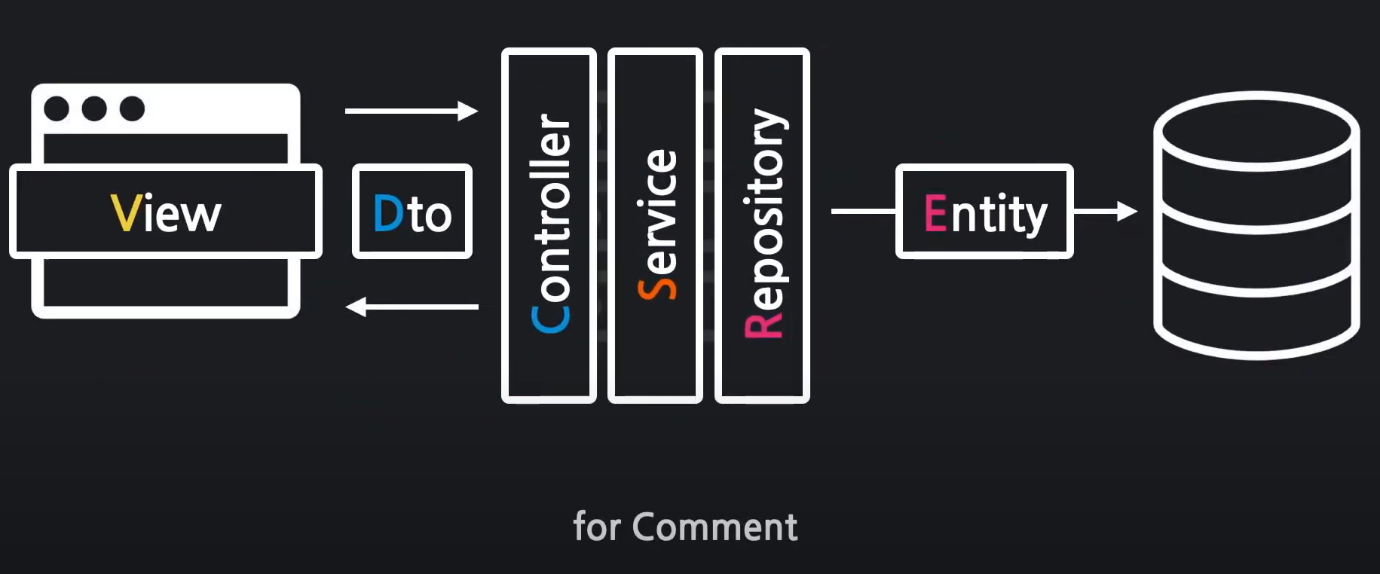 View
Dto
Controller
Service
Repository
Entity
for Comment